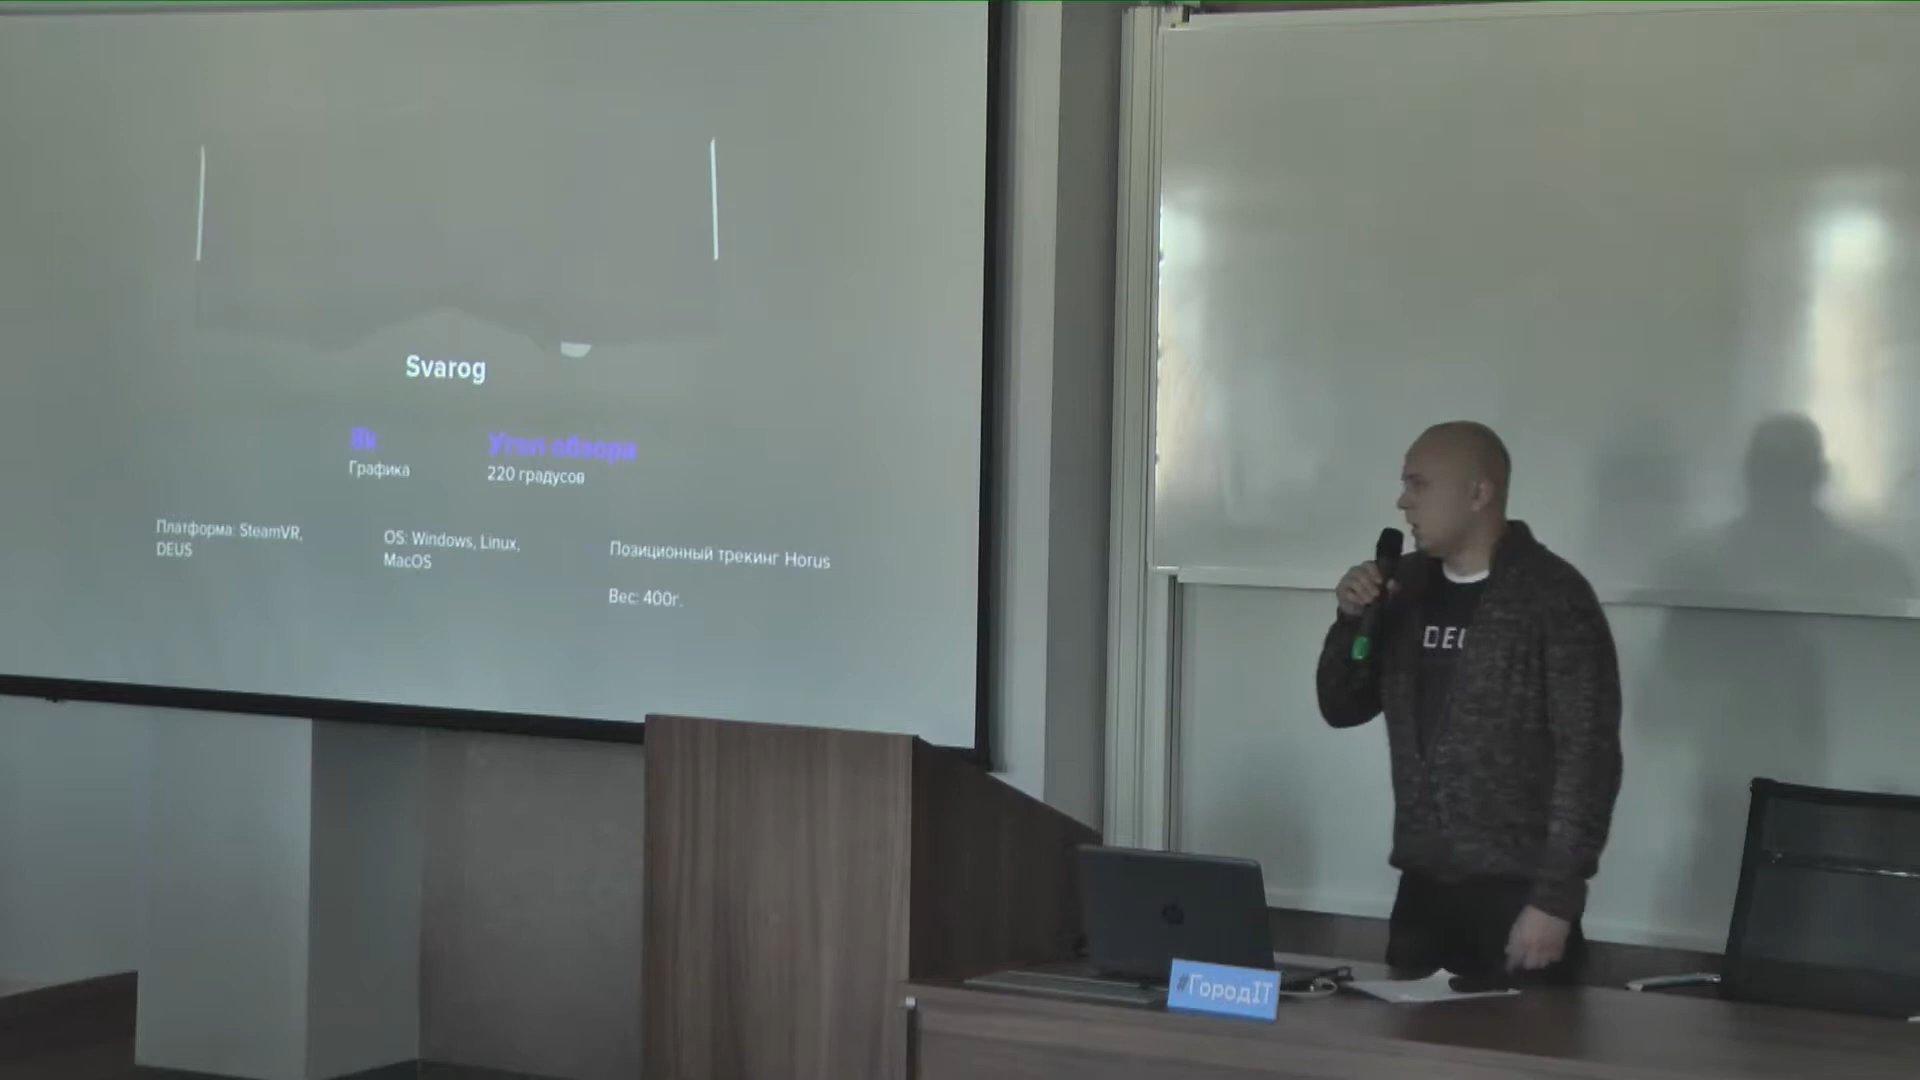 Svarog
8k
Графика
Угол обзора
220 градусов
Платформа: SteamVR,
DEUS
OS: Windows, Linux,
MacOS
Позиционный трекинг Horus
Вес: 400г.
DEU
#ГородIT